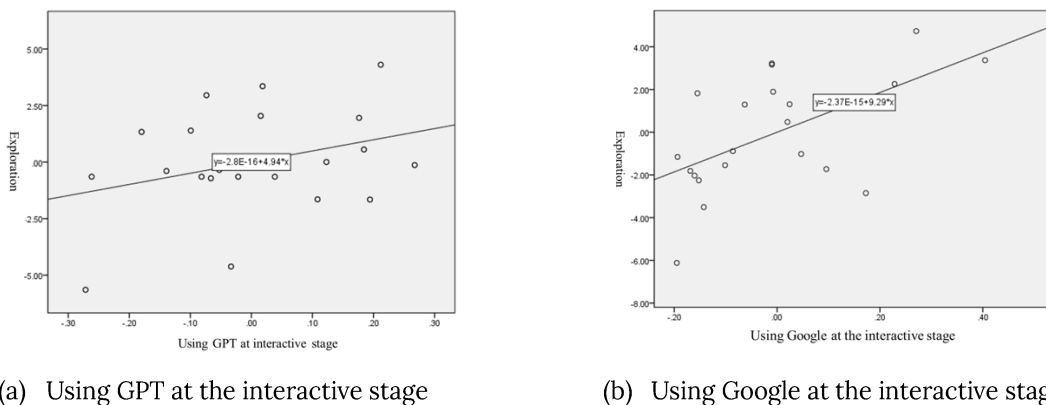 5.00
2.50
.00
-2.50
-5.00
Exploration
y=-2.8E-16+4.94*x
-.30 -.20 -.10 .00 .10 .20 .30
Using GPT at interactive stage
(a) Using GPT at the interactive stage
4.00
2.00
.00
-2.00
-4.00
-6.00
-8.00
Exploration
y=-2.37E-15+9.29*x
-.20 .00 .20 .40
Using Google at the interactive stage
(b) Using Google at the interactive stag